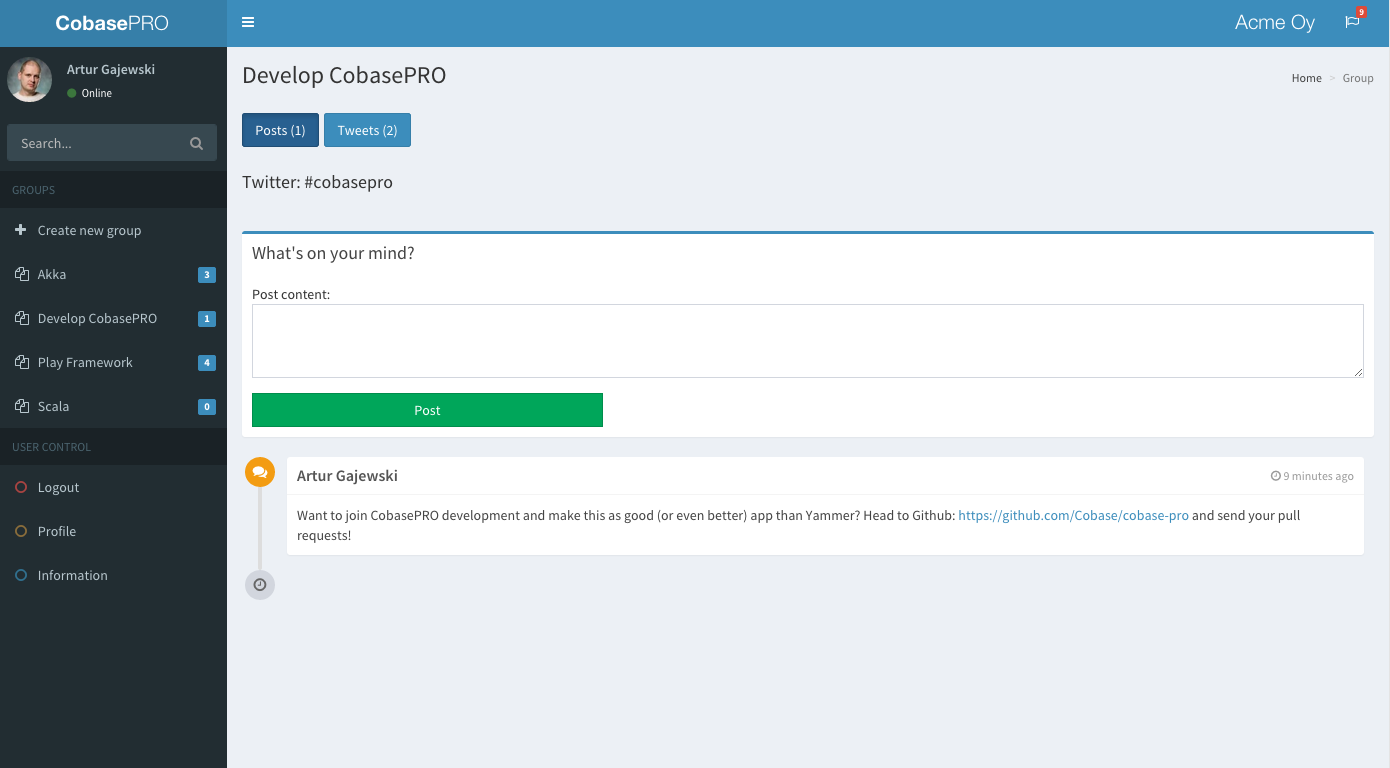 CobasePRO
Acme Oy
9
Artur Gajewski
Online
Search...
GROUPS
Create new group
Akka 3
Develop CobasePRO 1
Play Framework 4
Scala 0
USER CONTROL
Logout
Profile
Information
Develop CobasePRO
Home > Group
Posts (1) Tweets (2)
Twitter: #cobasepro
What's on your mind?
Post content:
Post
Artur Gajewski 9 minutes ago
Want to join CobasePRO development and make this as good (or even better) app than Yammer? Head to Github: https://github.com/Cobase/cobase-pro and send your pull
requests!